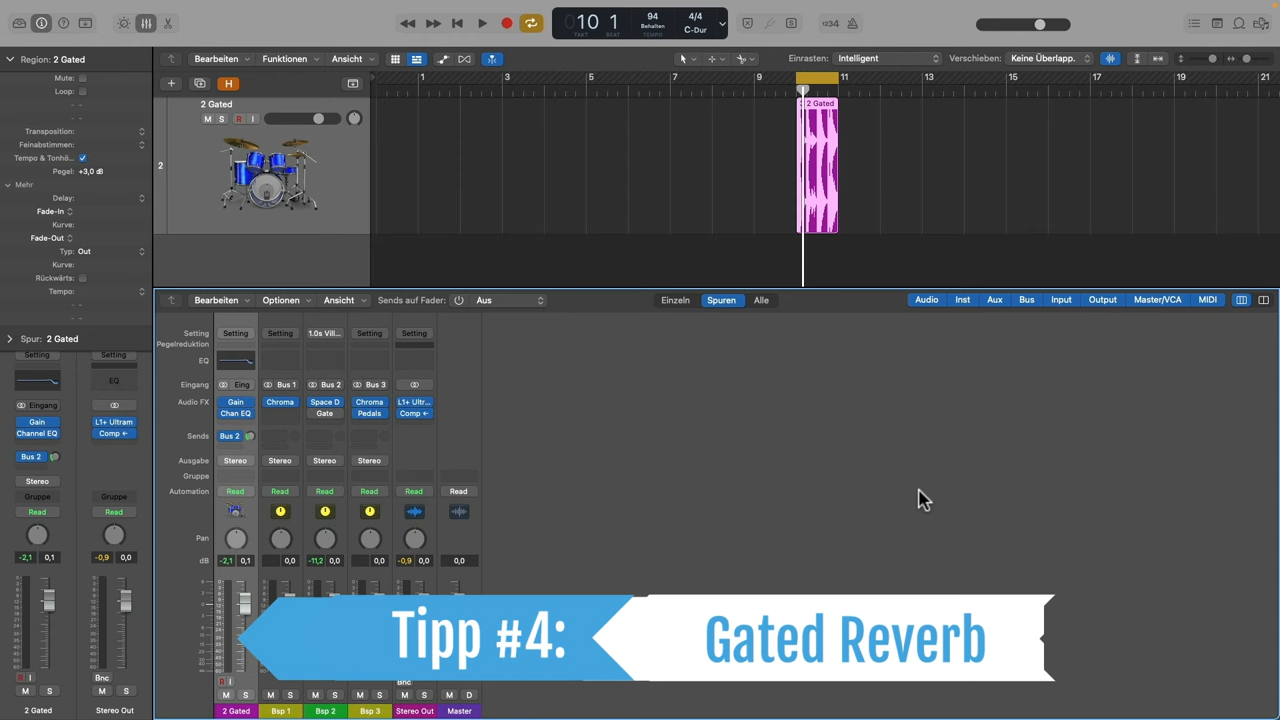 10 1
94
4/4
Behalten
C-Dur
TAKT
BEAT
TEMPO
1234
Region: 2 Gated
Mute:
Loop:
Transposition:
Feinabstimmen:
Tempo & Tonhö...
Pegel: +3,0 dB
Mehr
Delay:
Fade-In
Kurve:
Fade-Out
Typ: Out
Kurve:
Rückwärts:
Tempo:
Spur: 2 Gated
Bearbeiten Funktionen Ansicht
Einrasten: Intelligent
Verschieben: Keine Überlapp.
H
1 3 5 7 9 11 13 15 17 19 21
2 Gated
M S R I
2
2 Gated
Bearbeiten Optionen Ansicht Sends auf Fader: Aus
Einzeln Spuren Alle
Audio Inst Aux Bus Input Output Master/VCA MIDI
Setting Setting Setting 1.0s Vill... Setting Setting
Pegelreduktion
EQ
Eingang Eing Bus 1 Bus 2 Bus 3
Audio FX Gain Chroma Space D Chroma L1+ Ultr...
Chan EQ Gate Pedals Comp
Sends Bus 2
Ausgabe Stereo Stereo Stereo Stereo
Gruppe
Automation Read Read Read Read Read Read
Pan
dB -2,1 0,1 0,0 -11,2 0,0 0,0 -0,9 0,0 0,0
Setting Setting
EQ
Eingang
Gain L1+ Ultram
Channel EQ Comp
Bus 2
Stereo
Gruppe Gruppe
Read Read
-2,1 0,1 -0,9 0,0
R I Bnc
M S M S
2 Gated Stereo Out
Tipp #4:
Gated Reverb
R I Bnc
M S M S M S M S M S M D
2 Gated Bsp 1 Bsp 2 Bsp 3 Stereo Out Master